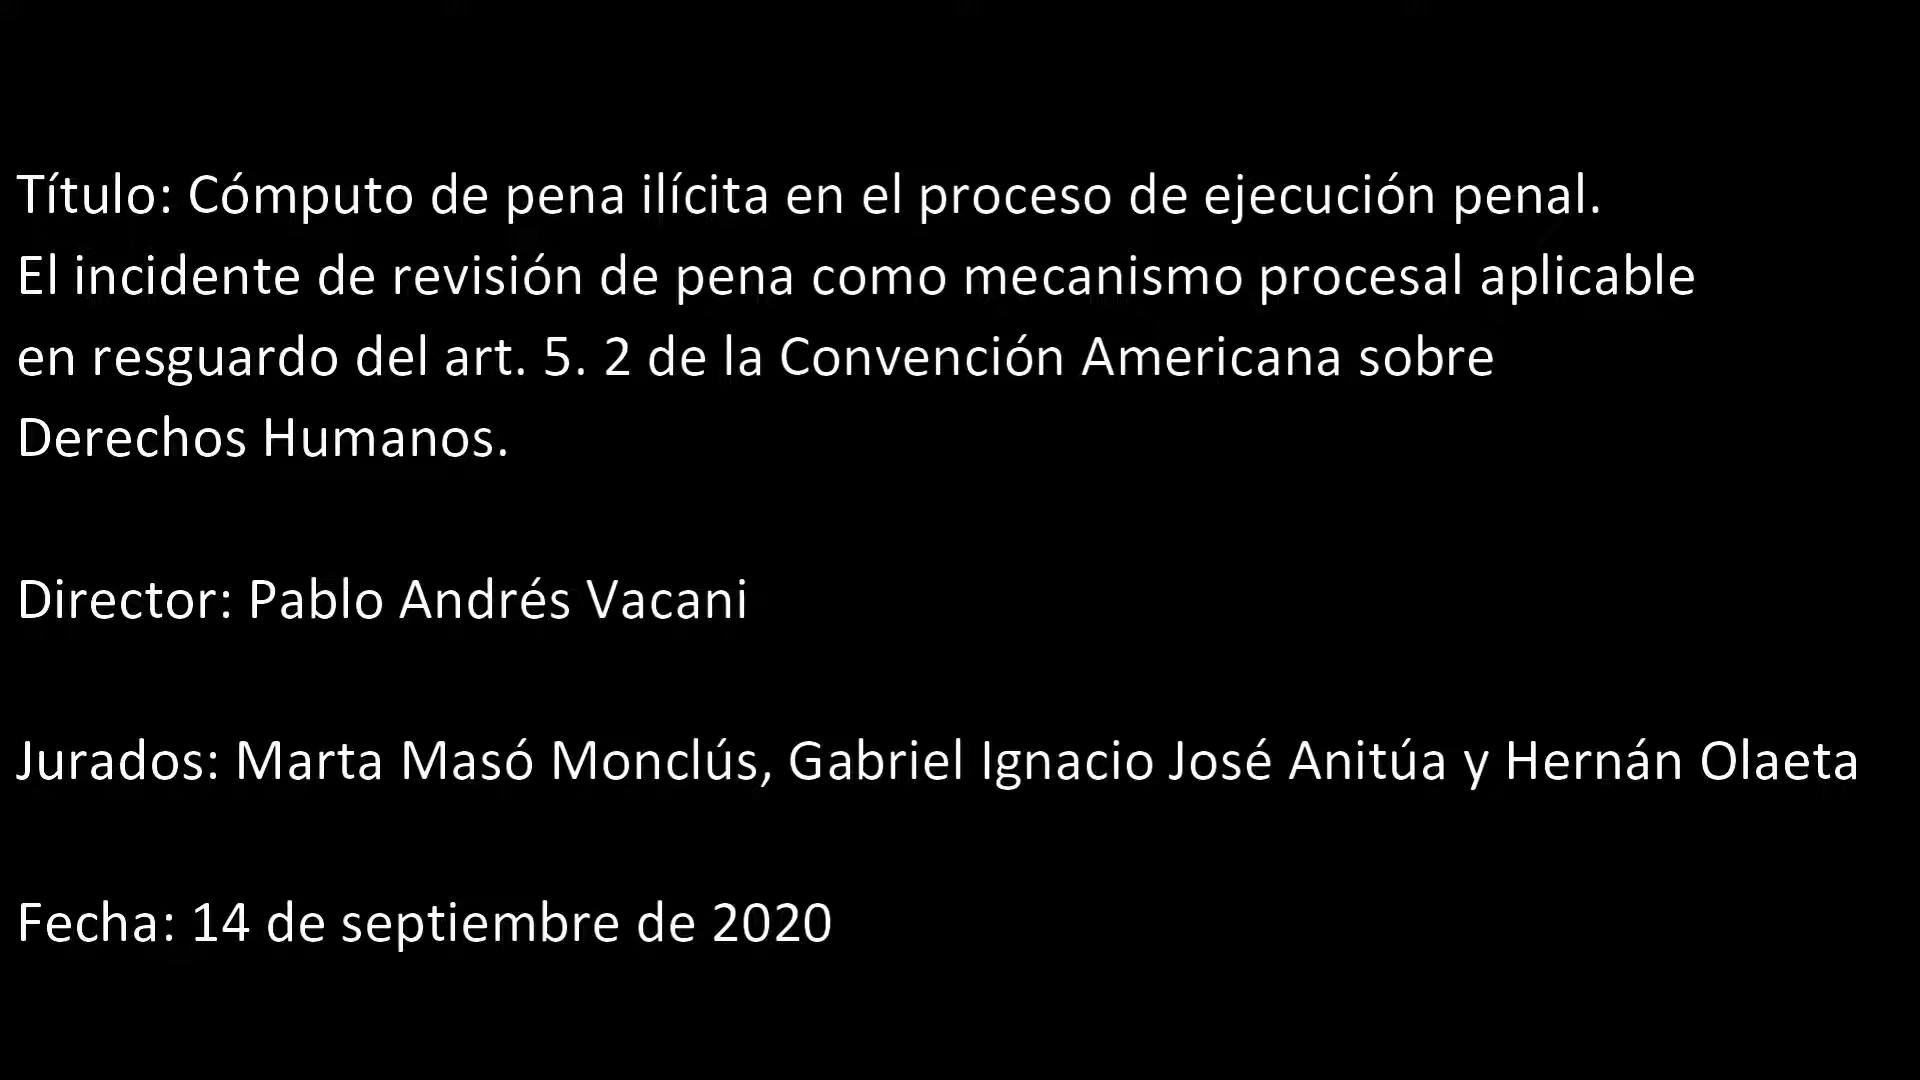 Título: Cómputo de pena ilícita en el proceso de ejecución penal.
El incidente de revisión de pena como mecanismo procesal aplicable
en resguardo del art. 5. 2 de la Convención Americana sobre
Derechos Humanos.
Director: Pablo Andrés Vacani
Jurados: Marta Masó Monclús, Gabriel Ignacio José Anitúa y Hernán Olaeta
Fecha: 14 de septiembre de 2020